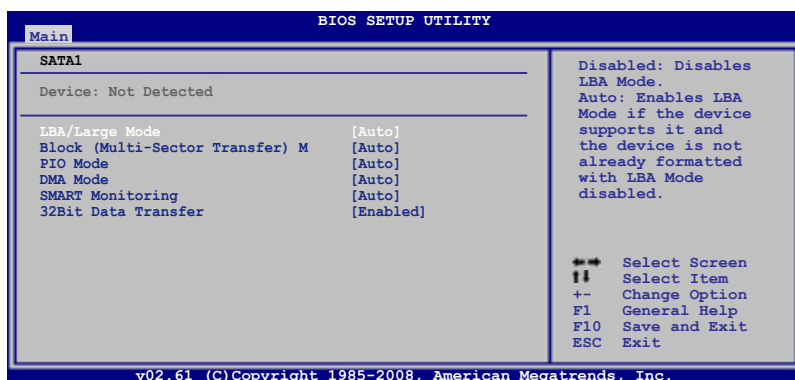 BIOS SETUP UTILITY
Main
SATA1
Device: Not Detected
LBA/Large Mode [Auto]
Block (Multi-Sector Transfer) M [Auto]
PIO Mode [Auto]
DMA Mode [Auto]
SMART Monitoring [Auto]
32Bit Data Transfer [Enabled]
Disabled: Disables
LBA Mode.
Auto: Enables LBA
Mode if the device
supports it and
the device is not
already formatted
with LBA Mode
disabled.
Select Screen
Select Item
+- Change Option
F1 General Help
F10 Save and Exit
ESC Exit
v02.61 (C)Copyright 1985-2008, American Megatrends, Inc.